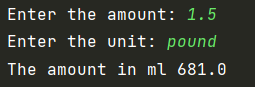 Enter the amount: 1.5
Enter the unit: pound
The amount in ml 681.0